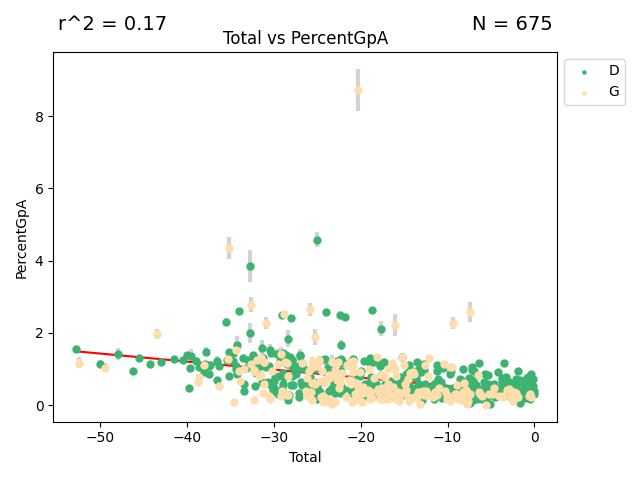 r^2 = 0.17
N = 675
Total vs PercentGpA
D
G
PercentGpA
8
6
4
2
0
−50
−40
−30
−20
−10
0
Total